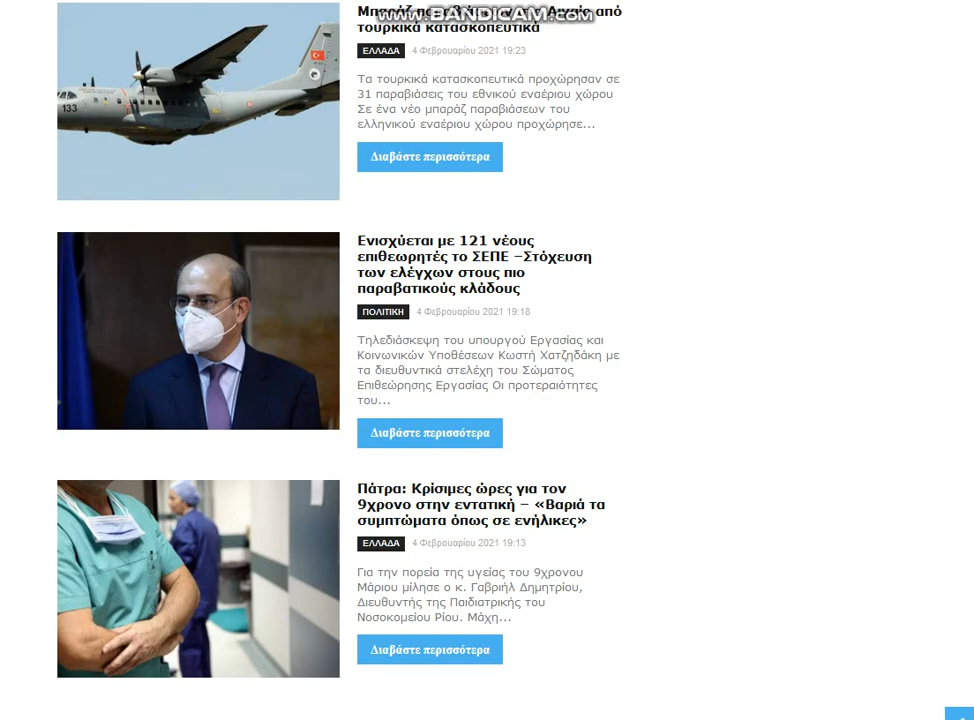 www.BANDICAM.com
Μπαράζ παραβιάσεων στο Αιγαίο από
τουρκικά κατασκοπευτικά
ΕΛΛΑΔΑ 4 Φεβρουαρίου 2021 19:23
Τα τουρκικά κατασκοπευτικά προχώρησαν σε
31 παραβιάσεις του εθνικού εναέριου χώρου
Σε ένα νέο μπαράζ παραβιάσεων του
ελληνικού εναέριου χώρου προχώρησε...
Διαβάστε περισσότερα
133
Ενισχύεται με 121 νέους
επιθεωρητές το ΣΕΠΕ –Στόχευση
των ελέγχων στους πιο
παραβατικούς κλάδους
ΠΟΛΙΤΙΚΗ 4 Φεβρουαρίου 2021 19:18
Τηλεδιάσκεψη του υπουργού Εργασίας και
Κοινωνικών Υποθέσεων Κωστή Χατζηδάκη με
τα διευθυντικά στελέχη του Σώματος
Επιθεώρησης Εργασίας Οι προτεραιότητες
του...
Διαβάστε περισσότερα
Πάτρα: Κρίσιμες ώρες για τον
9χρονο στην εντατική – «Βαριά τα
συμπτώματα όπως σε ενήλικες»
ΕΛΛΑΔΑ 4 Φεβρουαρίου 2021 19:13
Για την πορεία της υγείας του 9χρονου
Μάριου μίλησε ο κ. Γαβριήλ Δημητρίου,
Διευθυντής της Παιδιατρικής του
Νοσοκομείου Ρίου. Μάχη...
Διαβάστε περισσότερα